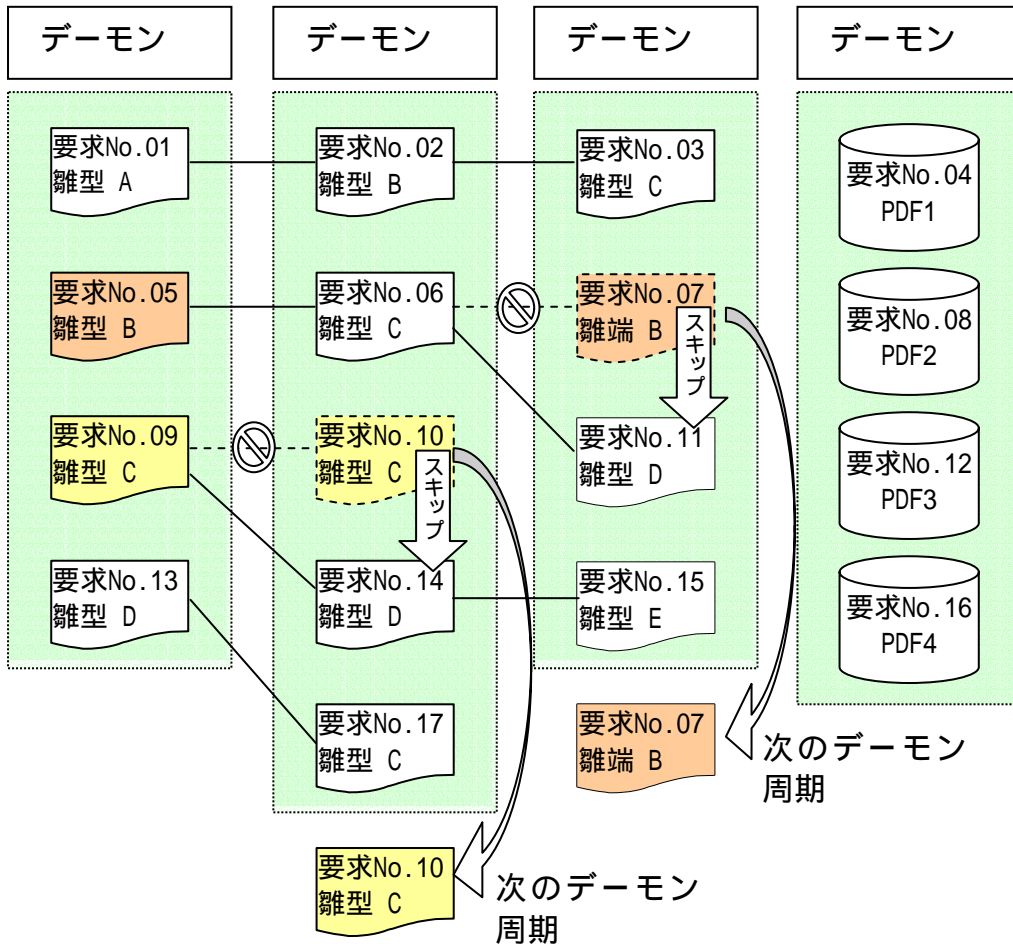 デーモン
デーモン
デーモン
デーモン
要求No.01
雛型 A
要求No.02
雛型 B
要求No.03
雛型 C
要求No.04
PDF1
要求No.05
雛型 B
要求No.06
雛型 C
要求No.07
雛端 B
スキップ
要求No.08
PDF2
要求No.09
雛型 C
要求No.10
雛型 C
スキップ
要求No.11
雛型 D
要求No.12
PDF3
要求No.13
雛型 D
要求No.14
雛型 D
要求No.15
雛型 E
要求No.16
PDF4
要求No.17
雛型 C
要求No.07
雛端 B
次のデーモン
周期
要求No.10
雛型 C
次のデーモン
周期